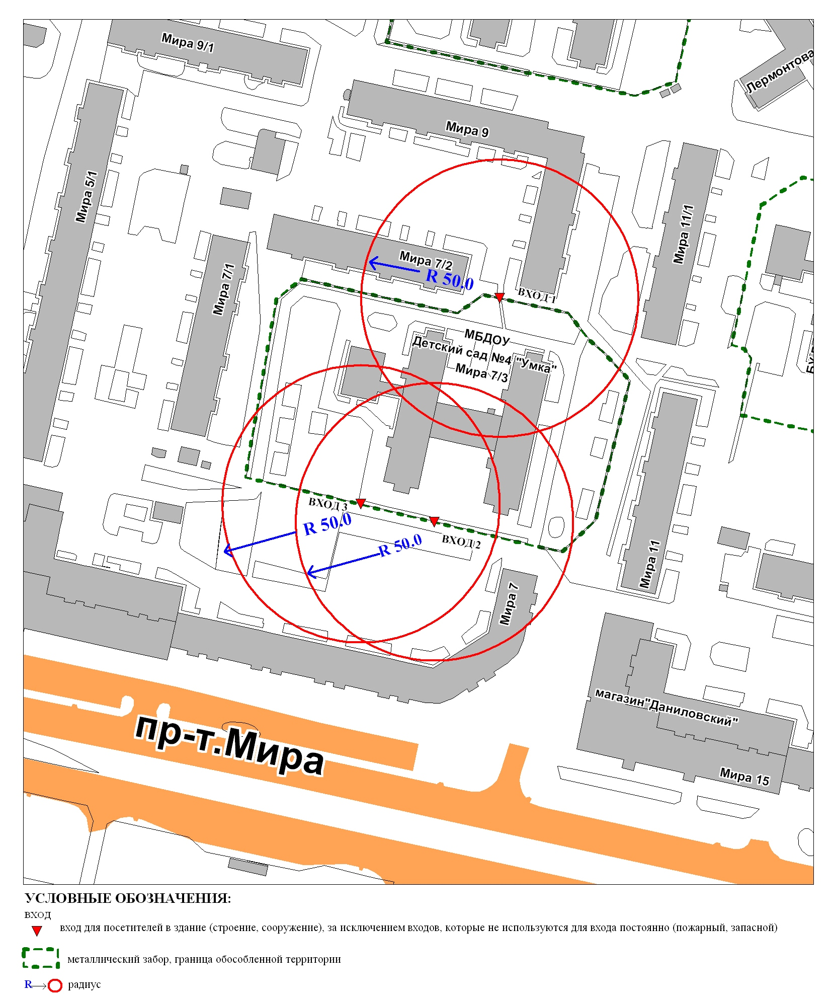 Мира 9/1
Лермонтова
Мира 9
Мира 5/1
Мира 11/1
Мира 7/2
R 50.0
Мира 7/1
ВХОД 1
МБДОУ
Детский сад №4 "Умка"
Мира 7/3
ВХОД 3
R 50.0
R 50.0
ВХОД 2
Мира 11
Мира 7
магазин"Даниловский"
пр-т.Мира
Мира 15
УСЛОВНЫЕ ОБОЗНАЧЕНИЯ:
ВХОД
вход для посетителей в здание (строение, сооружение), за исключением входов, которые не используются для входа постоянно (пожарный, запасной)
металлический забор, граница обособленной территории
R
радиус